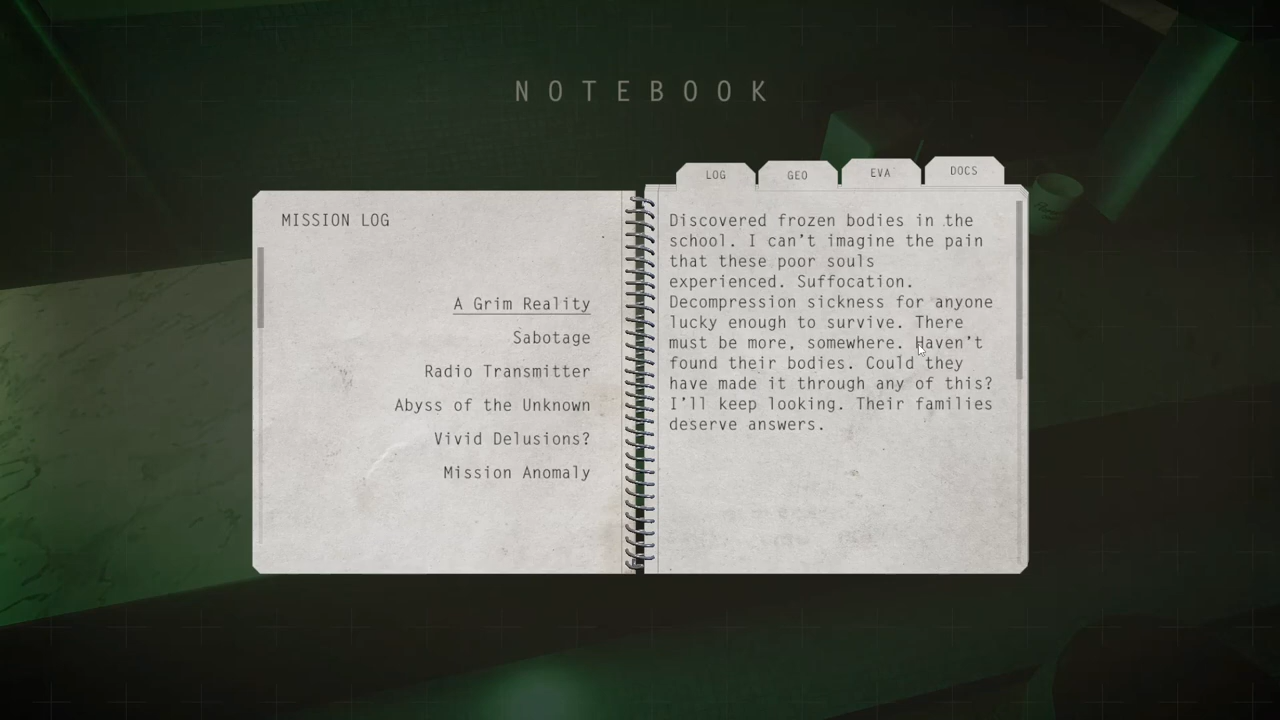 NOTEBOOK
LOG
GEO
EVA
DOCS
MISSION LOG
A Grim Reality
Sabotage
Radio Transmitter
Abyss of the Unknown
Vivid Delusions?
Mission Anomaly
Discovered frozen bodies in the
school. I can't imagine the pain
that these poor souls
experienced. Suffocation.
Decompression sickness for anyone
lucky enough to survive. There
must be more, somewhere. Haven't
found their bodies. Could they
have made it through any of this?
I'll keep looking. Their families
deserve answers.